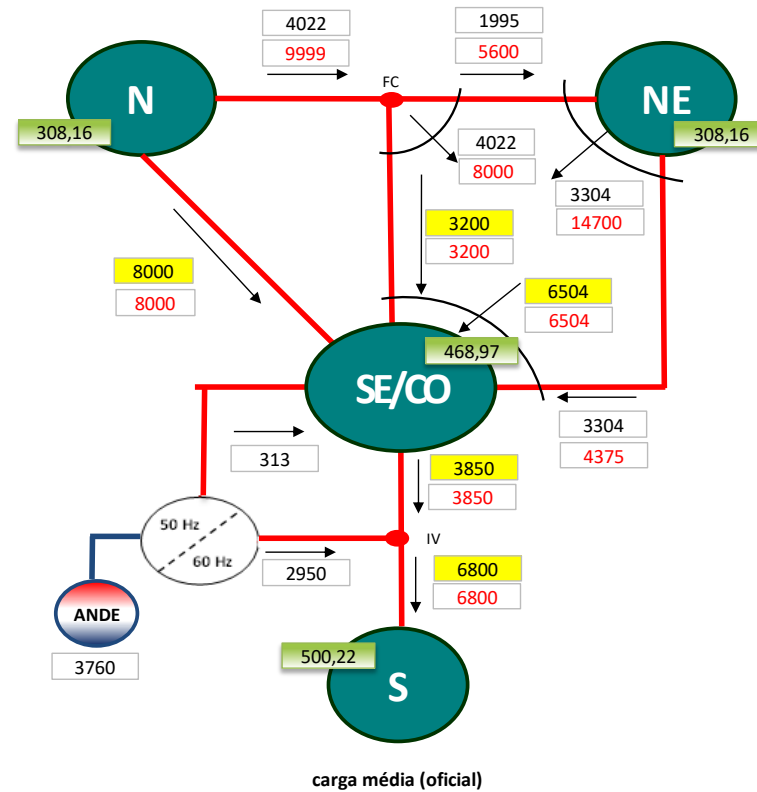 4022
9999
1995
5600
FC
N
NE
308,16
308,16
4022
8000
3304
14700
3200
3200
8000
8000
6504
6504
468,97
SE/CO
313
3304
4375
3850
3850
50 Hz
60 Hz
IV
2950
6800
6800
ANDE
3760
500,22
S
carga média (oficial)